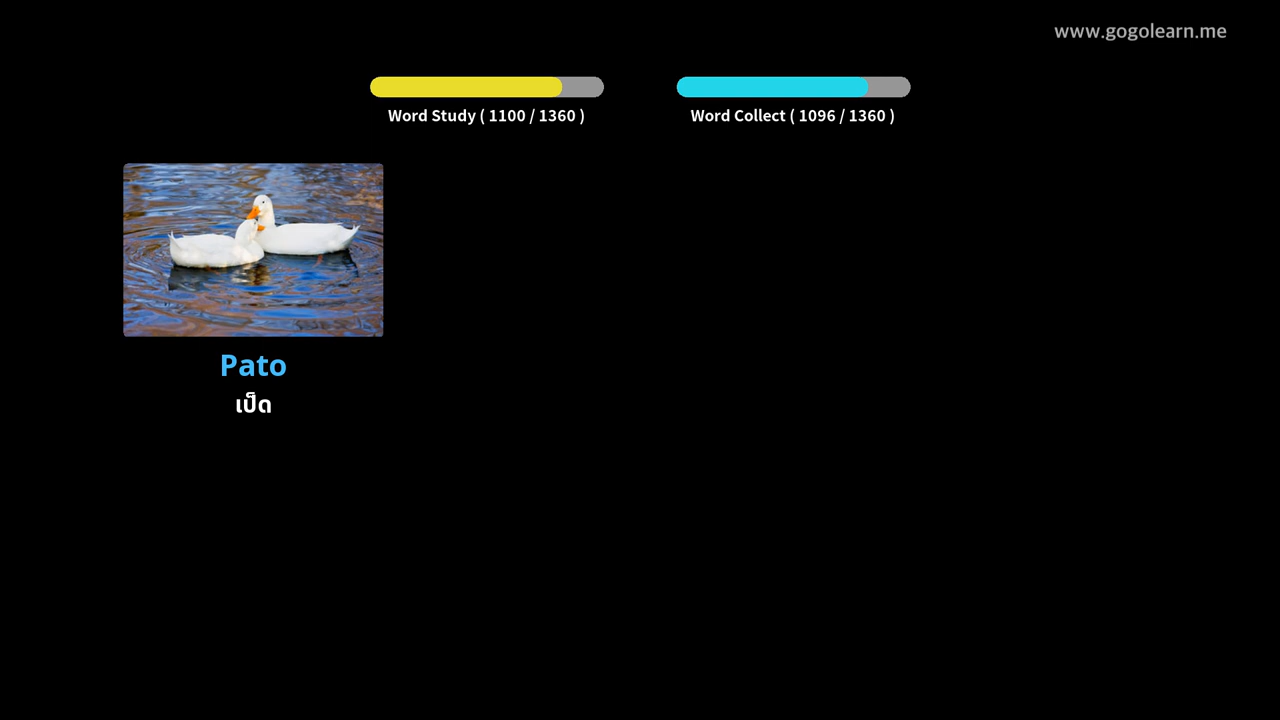 www.gogolearn.me
Word Study ( 1100 / 1360 )
Word Collect ( 1096 / 1360 )
Pato
เป็ด